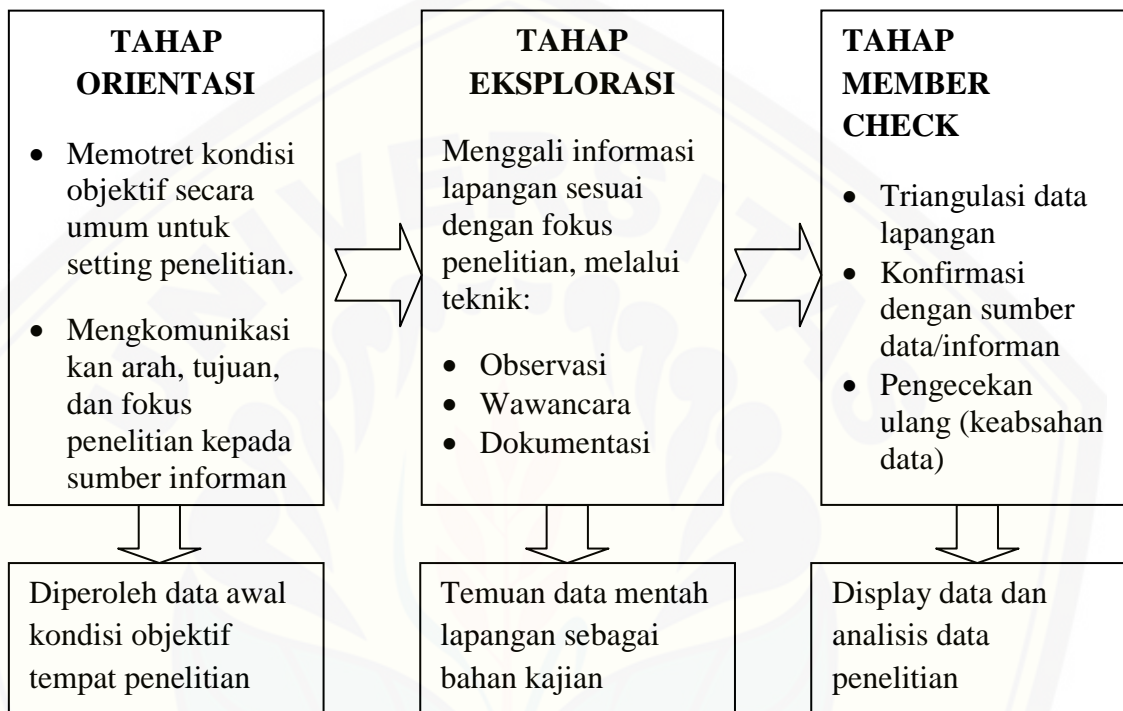 TAHAP
ORIENTASI
• Memotret kondisi
objektif secara
umum untuk
setting penelitian.
• Mengkomunikasi
kan arah, tujuan,
dan fokus
penelitian kepada
sumber informan
TAHAP
EKSPLORASI
Menggali informasi
lapangan sesuai
dengan fokus
penelitian, melalui
teknik:
• Observasi
• Wawancara
• Dokumentasi
TAHAP
MEMBER
CHECK
• Triangulasi data
lapangan
• Konfirmasi
dengan sumber
data/informan
• Pengecekan
ulang (keabsahan
data)
Diperoleh data awal
kondisi objektif
tempat penelitian
Temuan data mentah
lapangan sebagai
bahan kajian
Display data dan
analisis data
penelitian
UNIVERSITAS